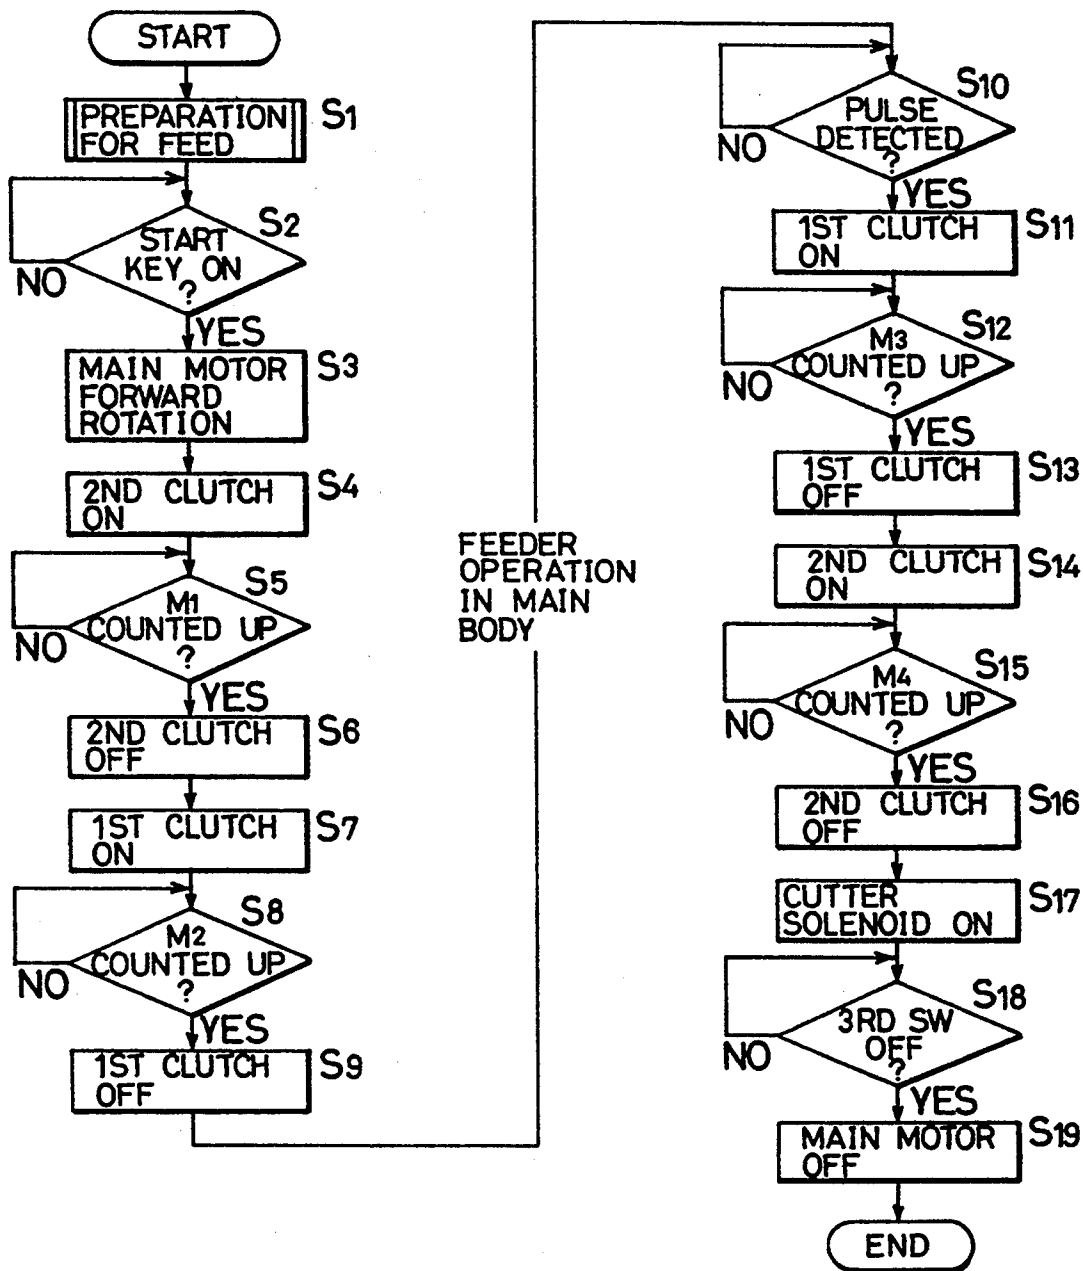 START
PREPARATION
FOR FEED
S1
START
KEY ON
?
S2
NO
YES
MAIN MOTOR
FORWARD
ROTATION
S3
2ND CLUTCH
ON
S4
M1
COUNTED UP
?
S5
NO
YES
2ND CLUTCH
OFF
S6
1ST CLUTCH
ON
S7
M2
COUNTED UP
?
S8
NO
YES
1ST CLUTCH
OFF
S9
FEEDER
OPERATION
IN MAIN
BODY
PULSE
DETECTED
?
S10
NO
YES
1ST CLUTCH
ON
S11
M3
COUNTED UP
?
S12
NO
YES
1ST CLUTCH
OFF
S13
2ND CLUTCH
ON
S14
M4
COUNTED UP
?
S15
NO
YES
2ND CLUTCH
OFF
S16
CUTTER
SOLENOID ON
S17
3RD SW
OFF
?
S18
NO
YES
MAIN MOTOR
OFF
S19
END